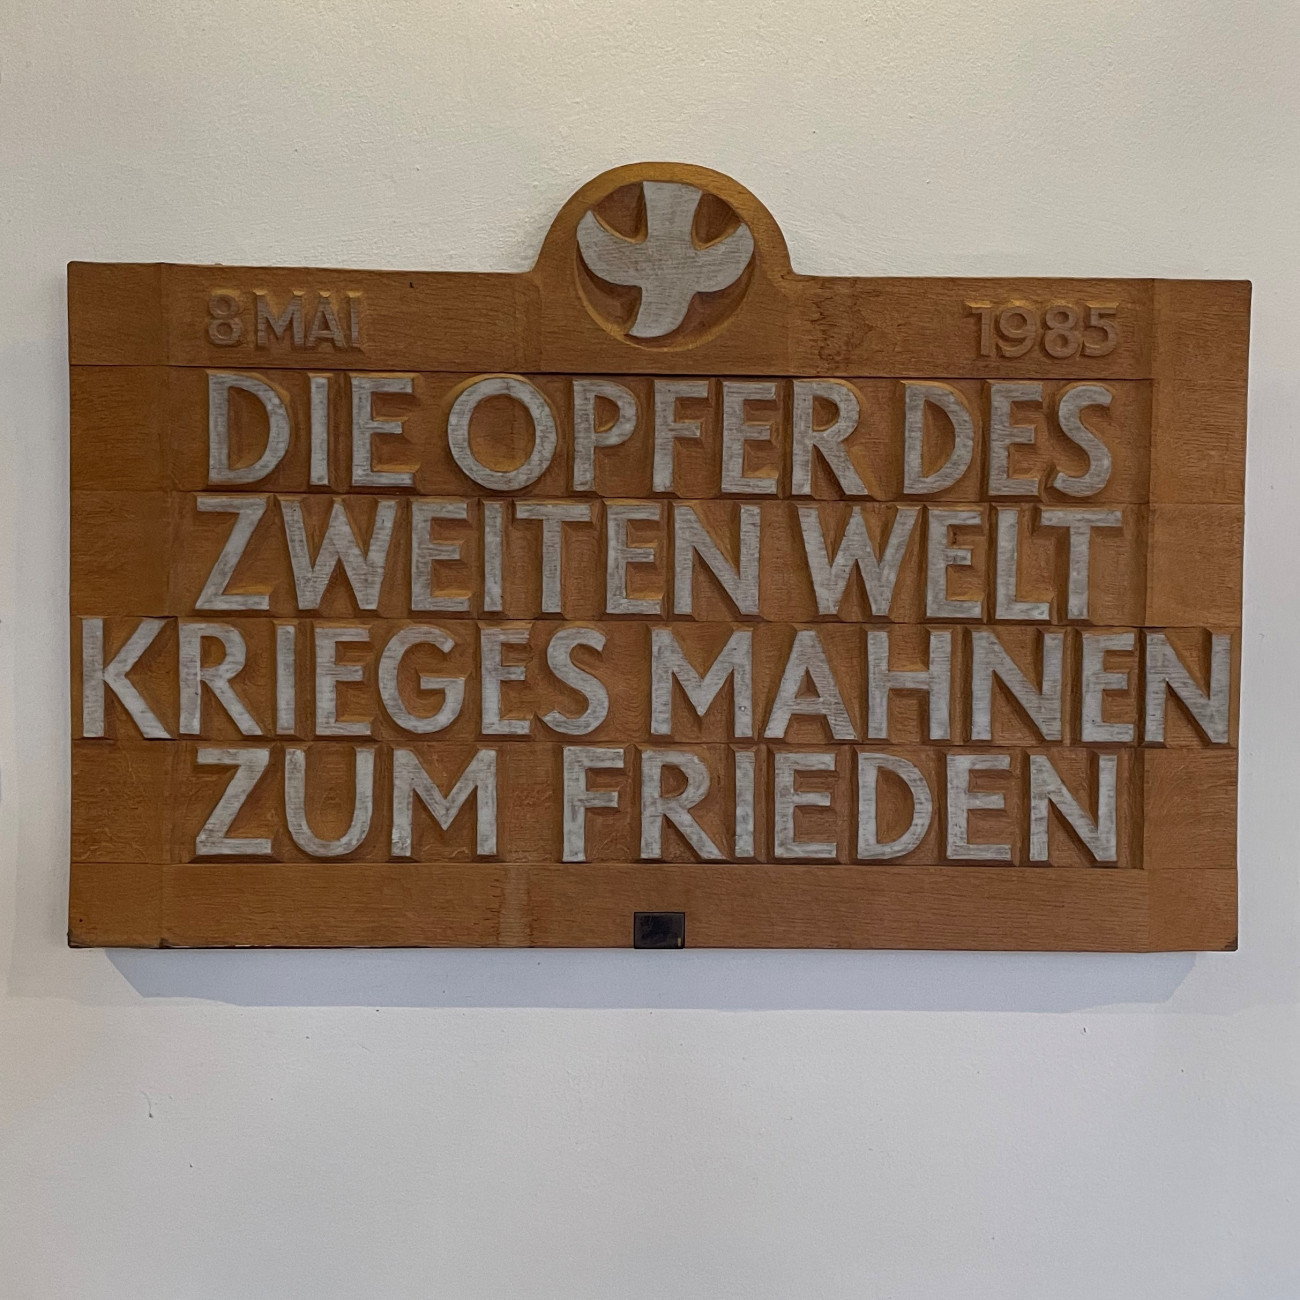 8 MAI 1985
DIE OPFER DES
ZWEITEN WELT
KRIEGES MAHNEN
ZUM FRIEDEN